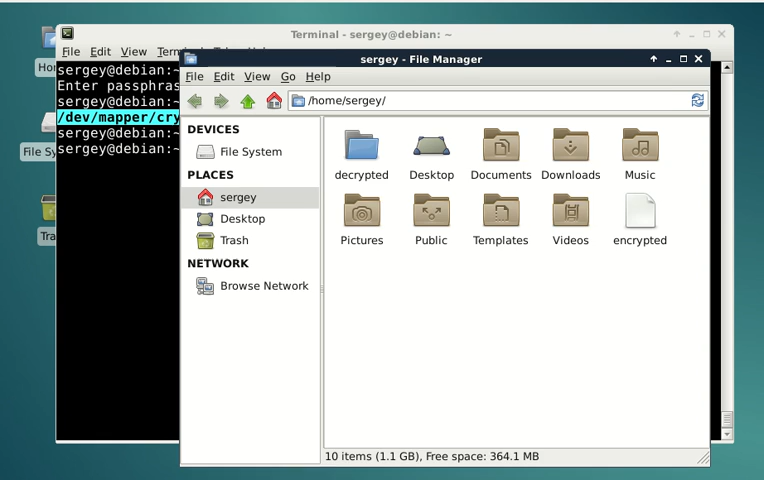 Terminal - sergey@debian: ~
File Edit View
sergey@debian:~
Enter passphras
sergey@debian:~
/dev/mapper/cry
sergey@debian:~
sergey@debian:~
sergey - File Manager
File Edit View Go Help
/home/sergey/
DEVICES
File System
PLACES
sergey
Desktop
Trash
NETWORK
Browse Network
decrypted Desktop Documents Downloads Music
Pictures Public Templates Videos encrypted
10 items (1.1 GB), Free space: 364.1 MB
Hom
File Sy
Tra